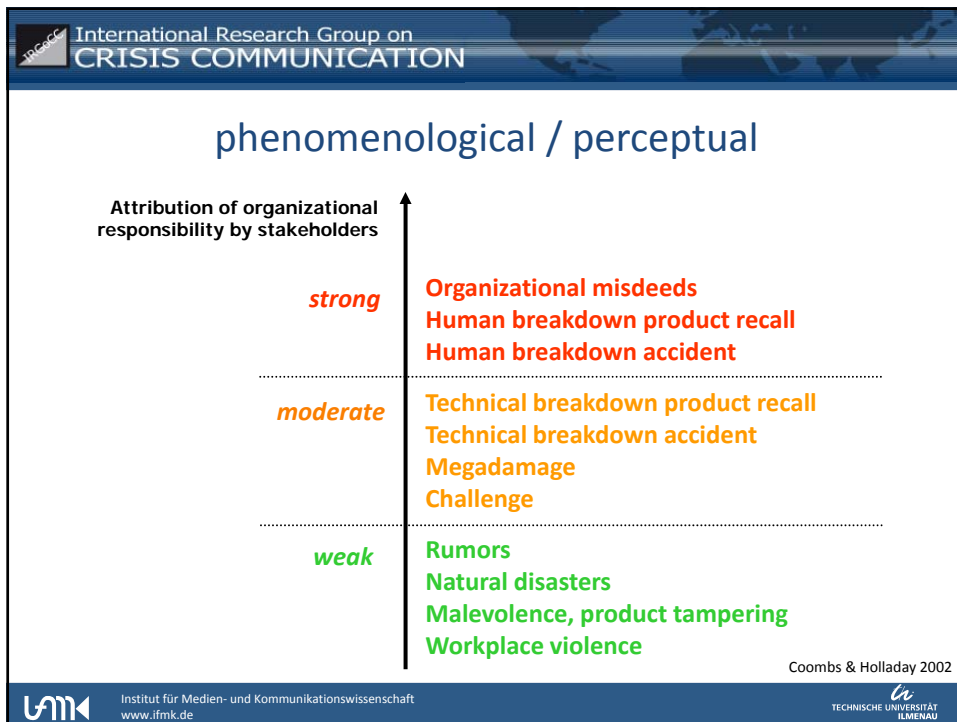 IRGoCC
International Research Group on
CRISIS COMMUNICATION
phenomenological / perceptual
Attribution of organizational
responsibility by stakeholders
strong
Organizational misdeeds
Human breakdown product recall
Human breakdown accident
moderate
Technical breakdown product recall
Technical breakdown accident
Megadamage
Challenge
weak
Rumors
Natural disasters
Malevolence, product tampering
Workplace violence
Coombs & Holladay 2002
ifmk
Institut für Medien- und Kommunikationswissenschaft
www.ifmk.de
th
TECHNISCHE UNIVERSITÄT
ILMENAU